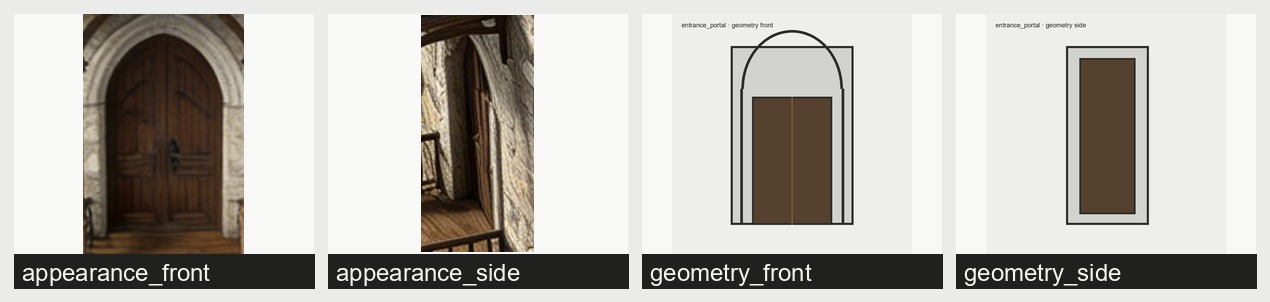 entrance_portal · geometry front
entrance_portal · geometry side
appearance_front
appearance_side
geometry_front
geometry_side